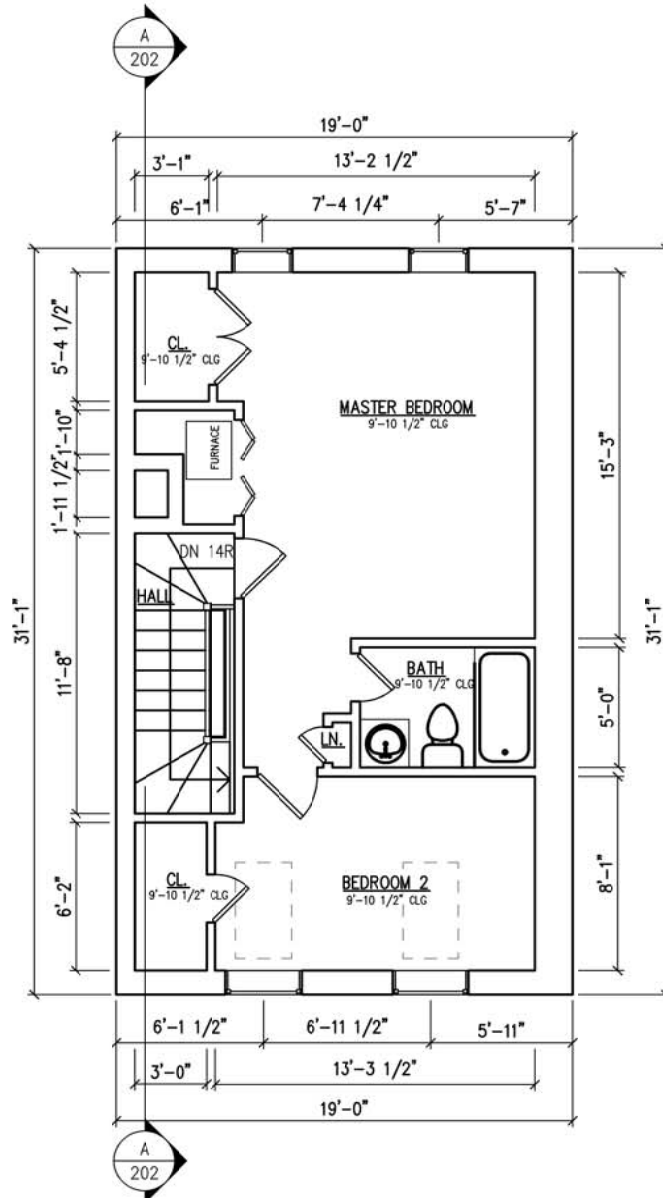 A
202
19'-0"
3'-1"
13'-2 1/2"
6'-1"
7'-4 1/4"
5'-7"
5'-4 1/2"
CL.
9'-10 1/2" CLG
MASTER BEDROOM
9'-10 1/2" CLG
1'-10"
FURNACE
15'-3"
1'-11 1/2"
DN 14R
HALL
31'-1"
31'-1"
11'-8"
BATH
9'-10 1/2" CLG
5'-0"
LN.
6'-2"
CL.
9'-10 1/2" CLG
BEDROOM 2
9'-10 1/2" CLG
8'-1"
6'-1 1/2"
6'-11 1/2"
5'-11"
3'-0"
13'-3 1/2"
19'-0"
A
202